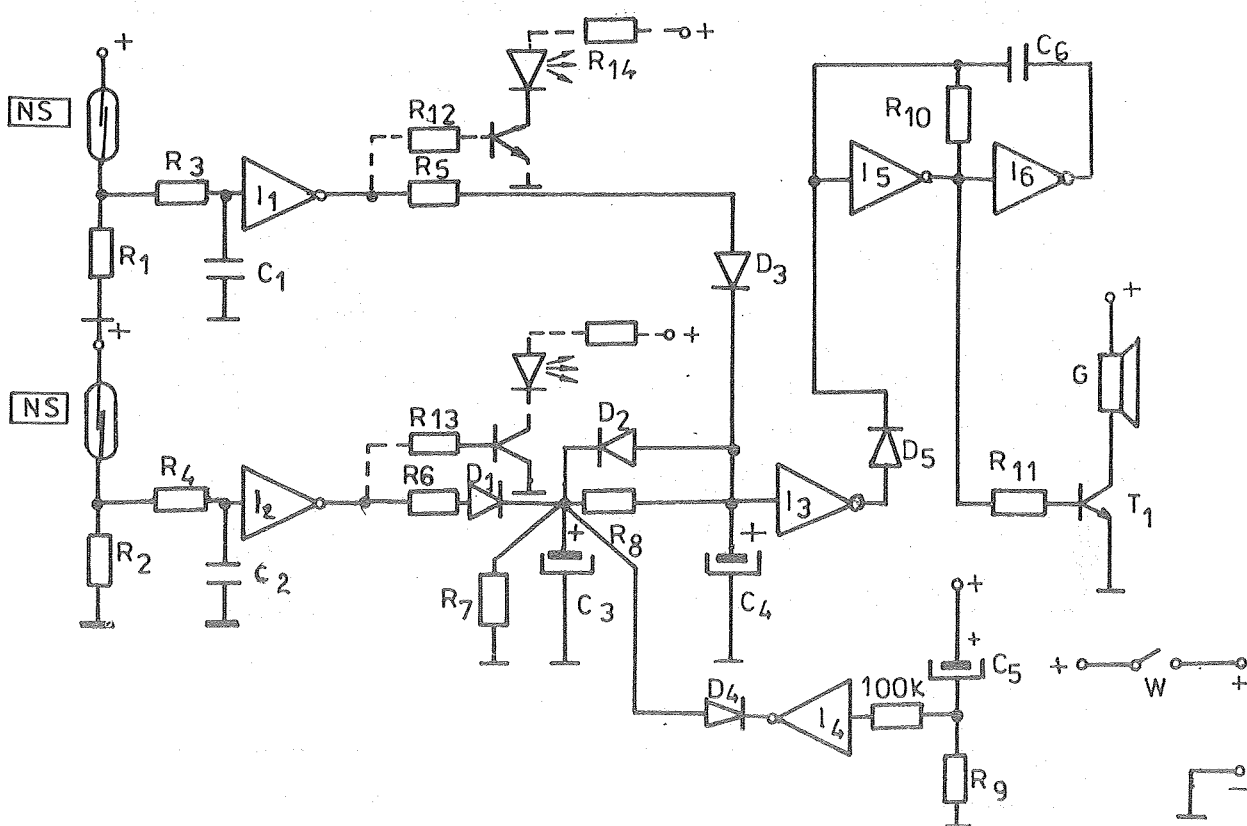 +
NS
R3
I1
R1
C1
R12
R5
R14
+
D3
C6
R10
I5
I6
+
NS
R4
I2
R2
C2
R13
R6
D1
+
D2
R8
R7
+
C3
+
C4
I3
D5
R11
T1
G
+
D4
I4
100K
+
+
C5
R9
+
W
+
−